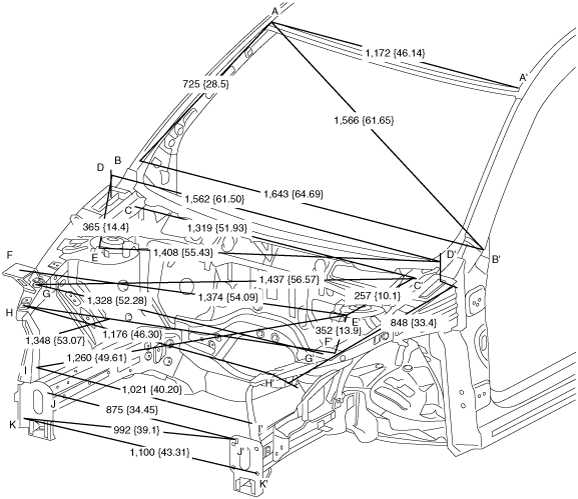 A
1,172 {46.14}
A'
725 {28.5}
1,566 {61.65}
D B
1,562 {61.50}
1,643 {64.69}
C
365 {14.4}
1,319 {51.93}
E
1,408 {55.43}
D'
B'
F
1,437 {56.57}
C'
G
1,328 {52.28}
1,374 {54.09}
257 {10.1}
H
1,176 {46.30}
E'
848 {33.4}
352 {13.9}
1,348 {53.07}
F'
1,260 {49.61}
G'
I
H'
1,021 {40.20}
J
875 {34.45}
K
992 {39.1}
I'
1,100 {43.31}
J'
K'